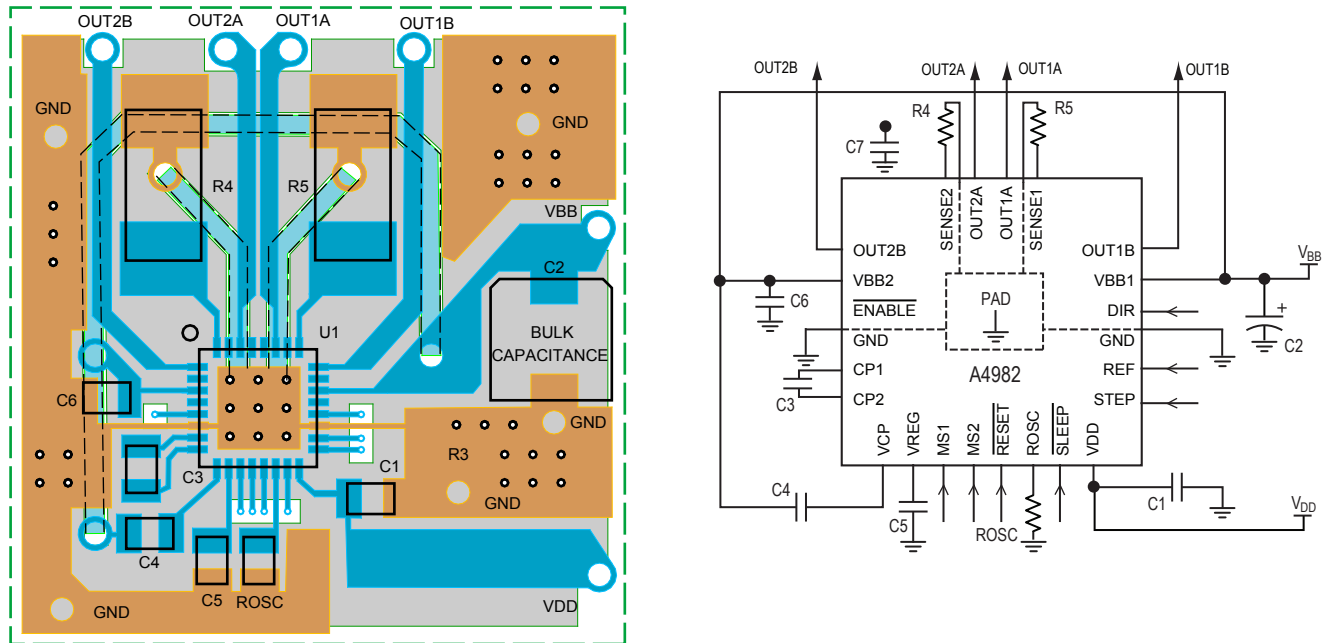 OUT2B
OUT2A
OUT1A
OUT1B
GND
GND
R4
R5
VBB
C2
U1
BULK
CAPACITANCE
C6
GND
R3
C3
C1
GND
C4
C5
ROSC
GND
VDD
OUT2B
OUT2A
OUT1A
OUT1B
R4
R5
C7
SENSE2
OUT2A
OUT1A
SENSE1
OUT2B
OUT1B
VBB2
VBB1
VBB
C6
ENABLE
PAD
DIR
+
GND
GND
C2
CP1
A4982
REF
CP2
STEP
C3
VCP
VREG
MS1
MS2
RESET
ROSC
SLEEP
VDD
C4
C5
ROSC
C1
VDD